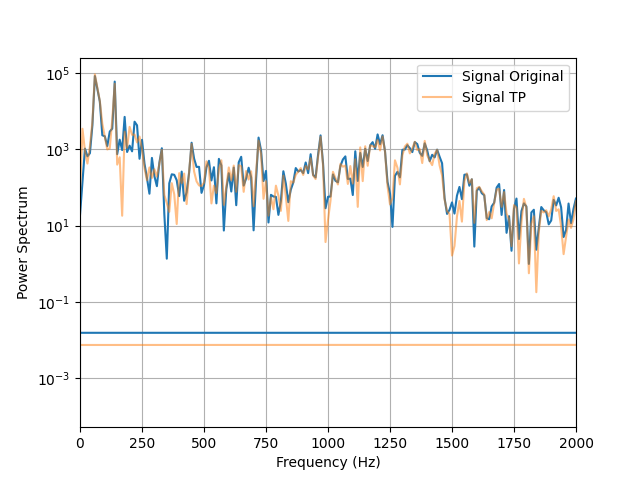 Signal Original
Signal TP
Power Spectrum
10^5
10^3
10^1
10^−1
10^−3
0 250 500 750 1000 1250 1500 1750 2000
Frequency (Hz)